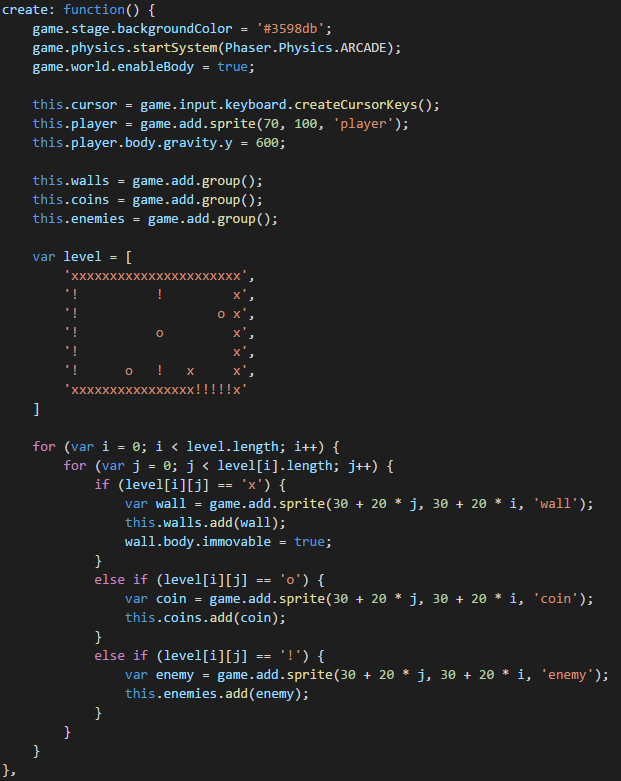 create: function() {
    game.stage.backgroundColor = '#3598db';
    game.physics.startSystem(Phaser.Physics.ARCADE);
    game.world.enableBody = true;

    this.cursor = game.input.keyboard.createCursorKeys();
    this.player = game.add.sprite(70, 100, 'player');
    this.player.body.gravity.y = 600;

    this.walls = game.add.group();
    this.coins = game.add.group();
    this.enemies = game.add.group();

    var level = [
        'xxxxxxxxxxxxxxxxxxxxxx',
        '!          !         x',
        '!                  o x',
        '!          o         x',
        '!                    x',
        '!      o   !   x     x',
        'xxxxxxxxxxxxxxxx!!!!!x'
    ]

    for (var i = 0; i < level.length; i++) {
        for (var j = 0; j < level[i].length; j++) {
            if (level[i][j] == 'x') {
                var wall = game.add.sprite(30 + 20 * j, 30 + 20 * i, 'wall');
                this.walls.add(wall);
                wall.body.immovable = true;
            }
            else if (level[i][j] == 'o') {
                var coin = game.add.sprite(30 + 20 * j, 30 + 20 * i, 'coin');
                this.coins.add(coin);
            }
            else if (level[i][j] == '!') {
                var enemy = game.add.sprite(30 + 20 * j, 30 + 20 * i, 'enemy');
                this.enemies.add(enemy);
            }
        }
    }
},